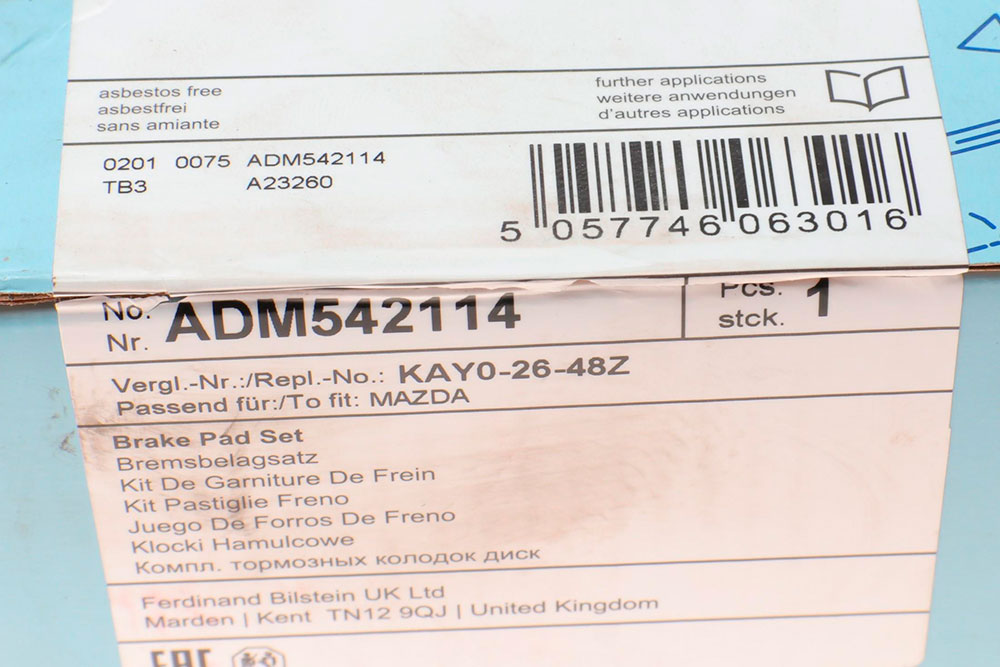 asbestos free
asbestfrei
sans amiante
further applications
weitere anwendungen
d'autres applications
0201 0075 ADM542114
TB3 A23260
5 057746 063016
No.
Nr. ADM542114
Pcs.
stck. 1
Vergl.-Nr.:/Repl.-No.: KAY0-26-48Z
Passend für:/To fit: MAZDA
Brake Pad Set
Bremsbelagsatz
Kit De Garniture De Frein
Kit Pastiglie Freno
Juego De Forros De Freno
Klocki Hamulcowe
Компл. тормозных колодок диск
Ferdinand Bilstein UK Ltd
Marden | Kent TN12 9QJ | United Kingdom
EAC